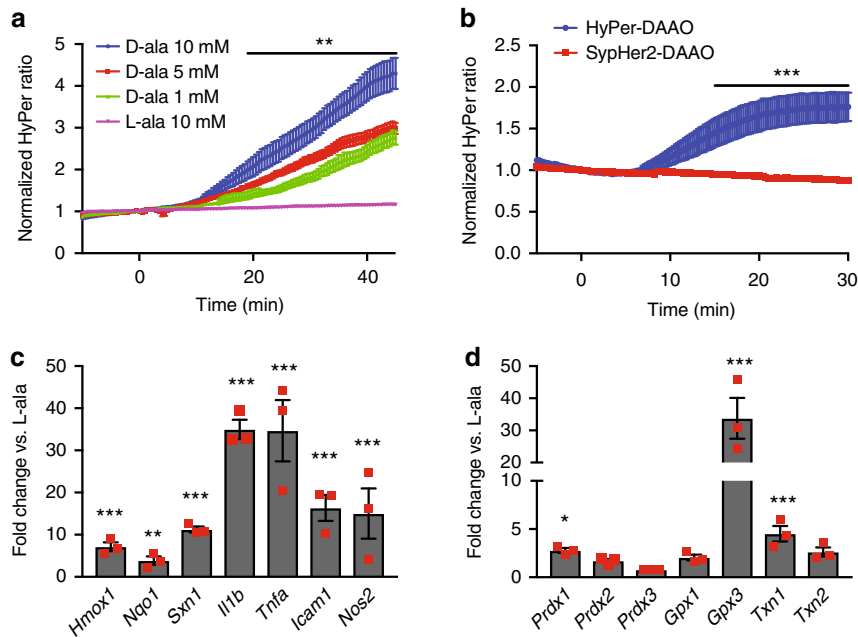 a
Normalized HyPer ratio
5
4
3
2
1
0
D-ala 10 mM
D-ala 5 mM
D-ala 1 mM
L-ala 10 mM
**
0
20
40
Time (min)
b
Normalized HyPer ratio
2.5
2.0
1.5
1.0
0.5
0.0
HyPer-DAAO
SypHer2-DAAO
***
0
10
20
30
Time (min)
c
Fold change vs. L-ala
50
40
30
20
10
0
***
**
***
***
***
***
***
Hmox1
Nqo1
Sxn1
Il1b
Tnfa
Icam1
Nos2
d
Fold change vs. L-ala
50
40
30
20
5
0
*
***
***
Prdx1
Prdx2
Prdx3
Gpx1
Gpx3
Txn1
Txn2